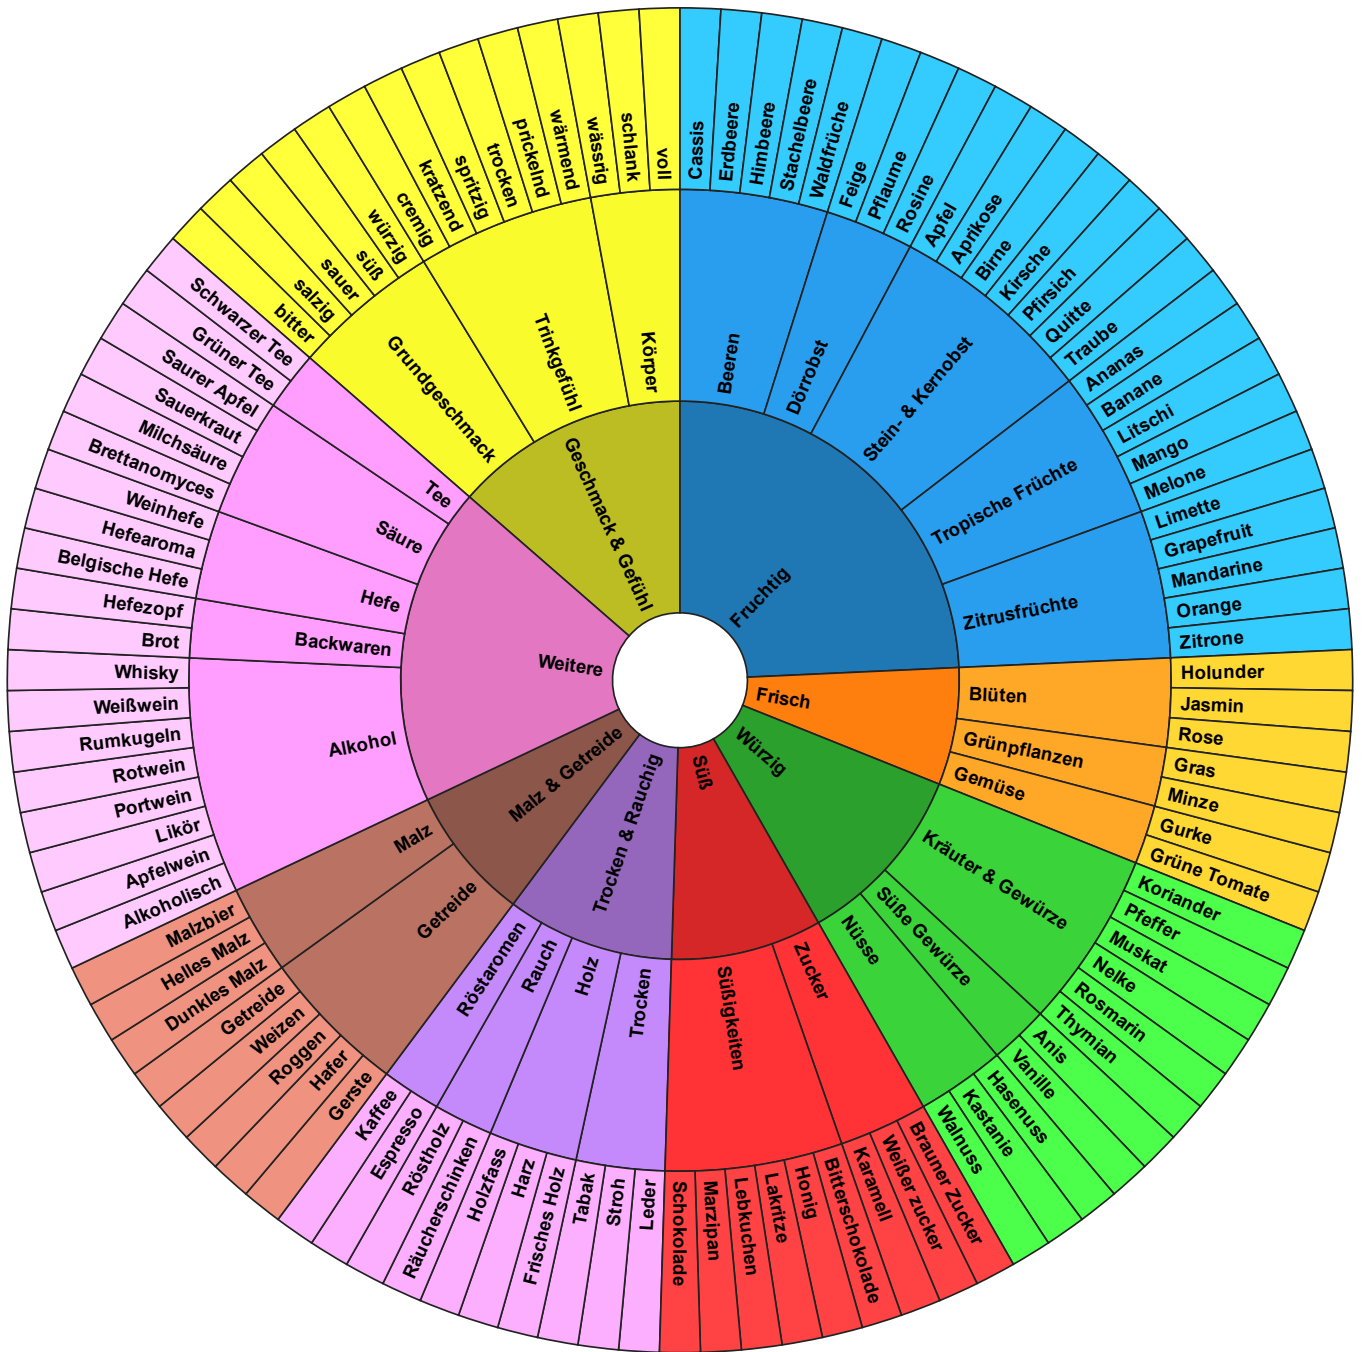 Fruchtig
Beeren
Cassis
Erdbeere
Himbeere
Stachelbeere
Waldfrüche
Dörrobst
Feige
Pflaume
Rosine
Stein- & Kernobst
Apfel
Aprikose
Birne
Kirsche
Pfirsich
Quitte
Traube
Tropische Früchte
Ananas
Banane
Litschi
Mango
Melone
Zitrusfrüchte
Limette
Grapefruit
Mandarine
Orange
Zitrone
Frisch
Blüten
Holunder
Jasmin
Rose
Grünpflanzen
Gras
Minze
Gemüse
Gurke
Grüne Tomate
Würzig
Kräuter & Gewürze
Koriander
Pfeffer
Muskat
Nelke
Rosmarin
Thymian
Süße Gewürze
Anis
Vanille
Nüsse
Hasenuss
Kastanie
Walnuss
Süß
Zucker
Brauner Zucker
Weißer zucker
Karamell
Süßigkeiten
Bitterschokolade
Honig
Lakritze
Lebkuchen
Marzipan
Schokolade
Trocken & Rauchig
Trocken
Leder
Stroh
Tabak
Holz
Frisches Holz
Harz
Holzfass
Rauch
Räucherschinken
Röstholz
Röstaromen
Espresso
Kaffee
Malz & Getreide
Getreide
Gerste
Hafer
Roggen
Weizen
Getreide
Malz
Dunkles Malz
Helles Malz
Malzbier
Weitere
Alkohol
Alkoholisch
Apfelwein
Likör
Portwein
Rotwein
Rumkugeln
Weißwein
Whisky
Backwaren
Brot
Hefezopf
Hefe
Belgische Hefe
Hefearoma
Weinhefe
Säure
Brettanomyces
Milchsäure
Sauerkraut
Saurer Apfel
Tee
Grüner Tee
Schwarzer Tee
Geschmack & Gefühl
Grundgeschmack
bitter
salzig
sauer
süß
würzig
Trinkgefühl
cremig
kratzend
spritzig
trocken
prickelnd
wärmend
Körper
wässrig
schlank
voll